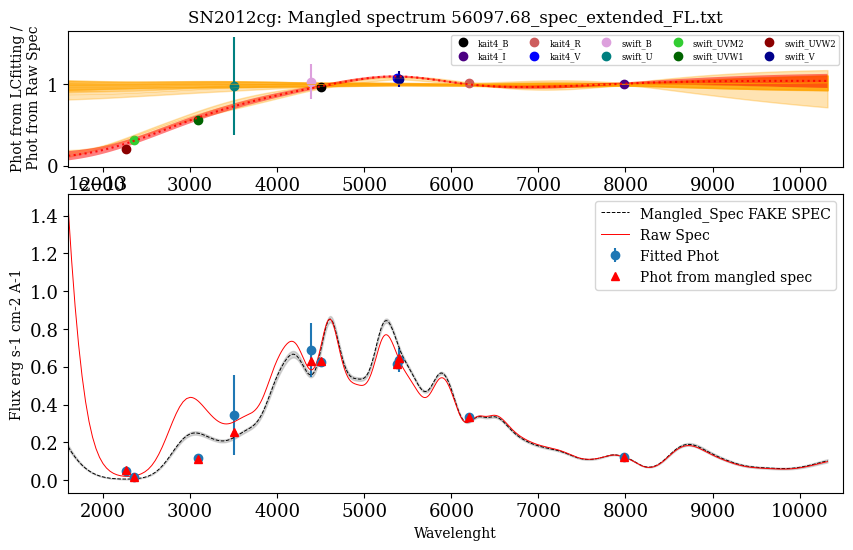 SN2012cg: Mangled spectrum 56097.68_spec_extended_FL.txt
Phot from LCfitting /
Phot from Raw Spec
kait4_B kait4_R swift_B swift_UVM2 swift_UVW2
kait4_I kait4_V swift_U swift_UVW1 swift_V
1
0
2000 3000 4000 5000 6000 7000 8000 9000 10000
1e−13
Flux erg s-1 cm-2 A-1
1.4
1.2
1.0
0.8
0.6
0.4
0.2
0.0
Mangled_Spec FAKE SPEC
Raw Spec
Fitted Phot
Phot from mangled spec
2000 3000 4000 5000 6000 7000 8000 9000 10000
Wavelenght